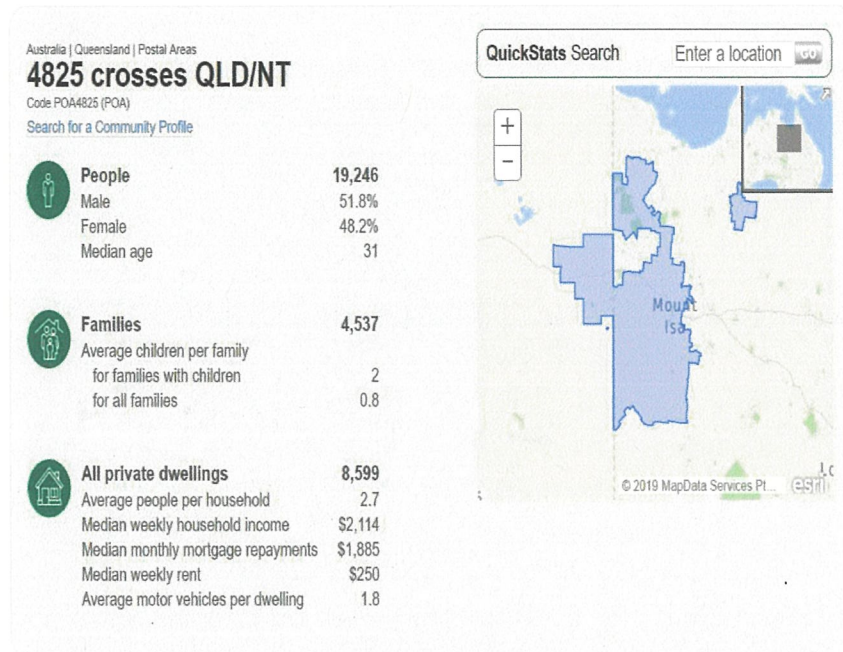 Australia | Queensland | Postal Areas
4825 crosses QLD/NT
Code POA4825 (POA)
Search for a Community Profile
People 19,246
Male 51.8%
Female 48.2%
Median age 31
Families 4,537
Average children per family
for families with children 2
for all families 0.8
All private dwellings 8,599
Average people per household 2.7
Median weekly household income $2,114
Median monthly mortgage repayments $1,885
Median weekly rent $250
Average motor vehicles per dwelling 1.8
QuickStats Search Enter a location GO
+
−
Mount
Isa
© 2019 MapData Services Pt... esri